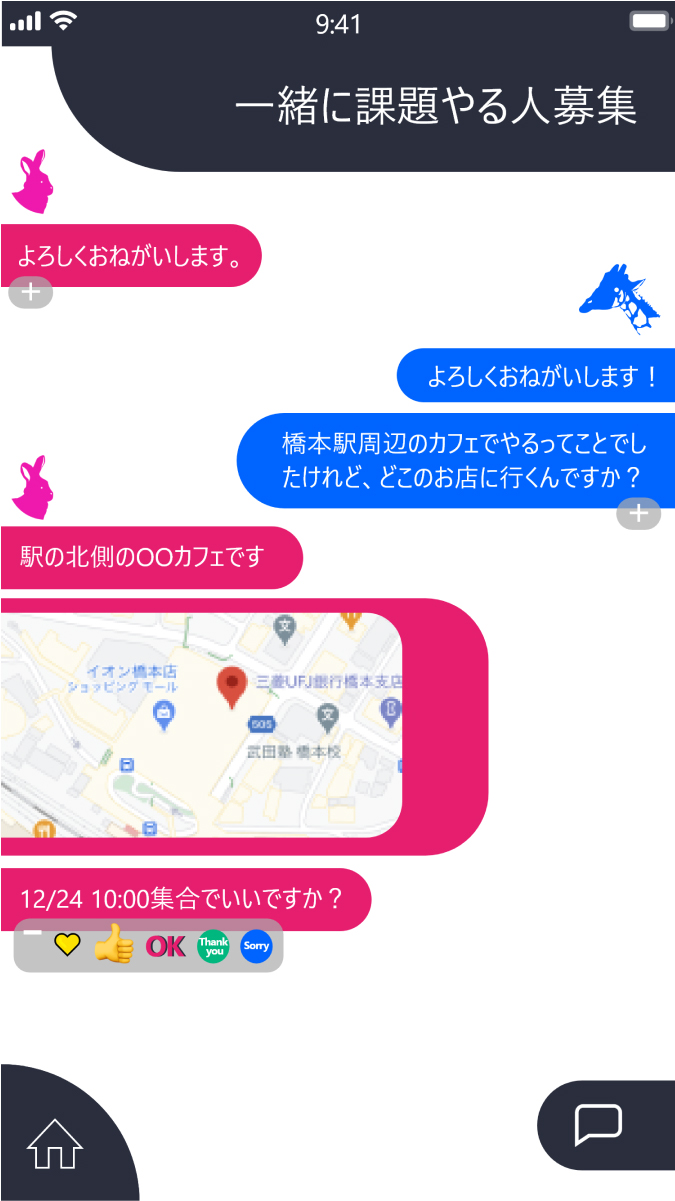 9:41
一緒に課題やる人募集
よろしくおねがいします。
+
よろしくおねがいします！
橋本駅周辺のカフェでやるってことでし
たけれど、どこのお店に行くんですか？
+
駅の北側の〇〇カフェです
文
イオン橋本店
ショッピングモール
三菱UFJ銀行橋本支店
505
文
武田塾 橋本校
12/24 10:00集合でいいですか？
OK
Thank
you
Sorry